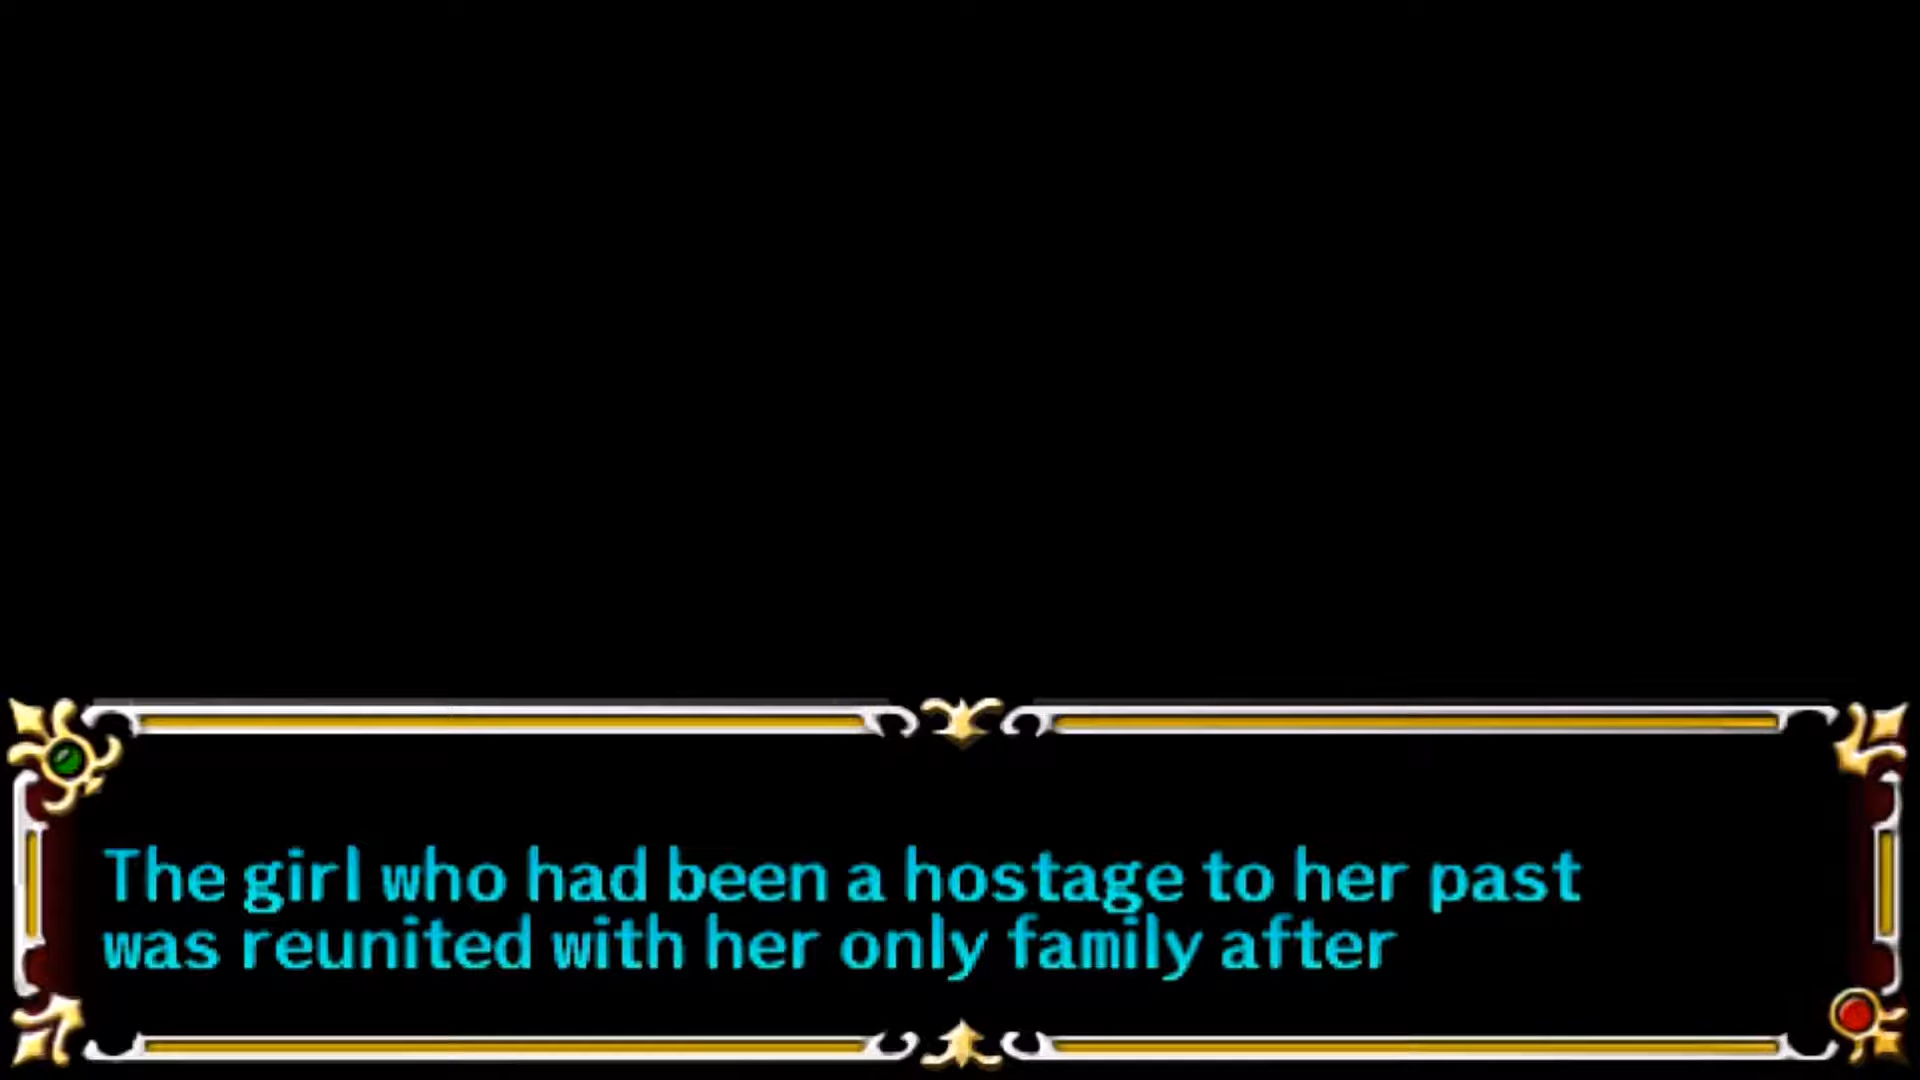 The girl who had been a hostage to her past
was reunited with her only family after